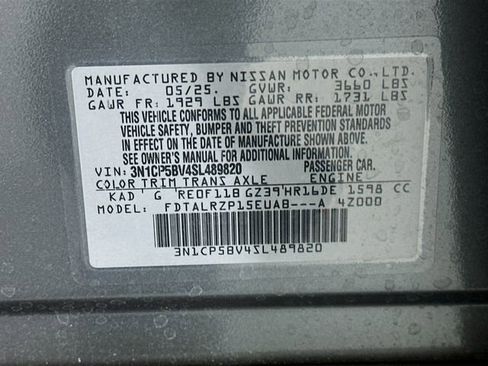 MANUFACTURED BY NISSAN MOTOR CO.,LTD.
DATE: 05/25. GVWR: 3660 LBS
GAWR FR: 1929 LBS GAWR RR: 1731 LBS
THIS VEHICLE CONFORMS TO ALL APPLICABLE FEDERAL MOTOR
VEHICLE SAFETY, BUMPER AND THEFT PREVENTION STANDARDS
IN EFFECT ON THE DATE OF MANUFACTURE SHOWN ABOVE.
SEE OWNER'S MANUAL FOR ADDITIONAL INFORMATION.
VIN: 3N1CP5BV4SL489820 PASSENGER CAR.
COLOR TRIM TRANS AXLE ENGINE
KAD G RE0F11B GZ39 HR16DE 1598 CC
MODEL: FDTALRZP15EUAB---A 4Z000
3N1CP5BV4SL489820